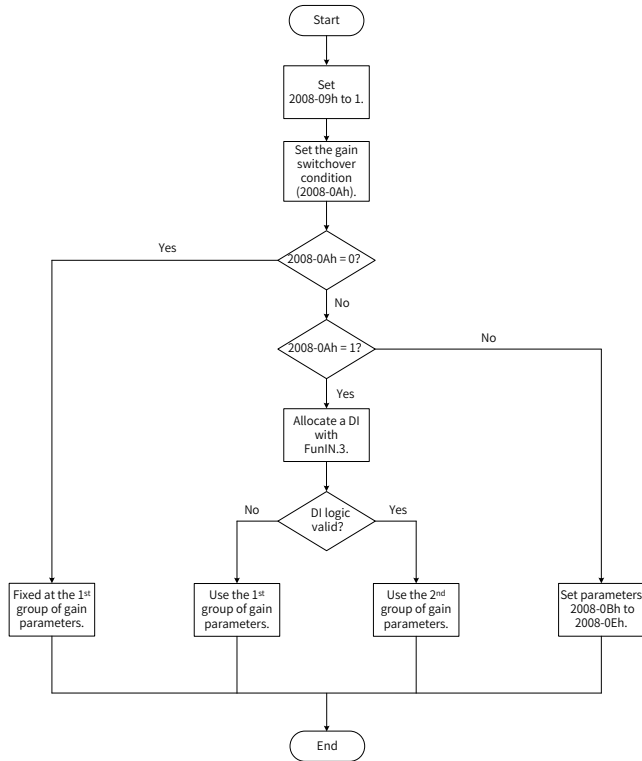 Start
Set
2008-09h to 1.
Set the gain
switchover
condition
(2008-0Ah).
Yes
2008-0Ah = 0?
No
2008-0Ah = 1?
No
Yes
Allocate a DI
with
FunIN.3.
No
DI logic
valid?
Yes
Fixed at the 1st
group of gain
parameters.
Use the 1st
group of gain
parameters.
Use the 2nd
group of gain
parameters.
Set parameters
2008-0Bh to
2008-0Eh.
End